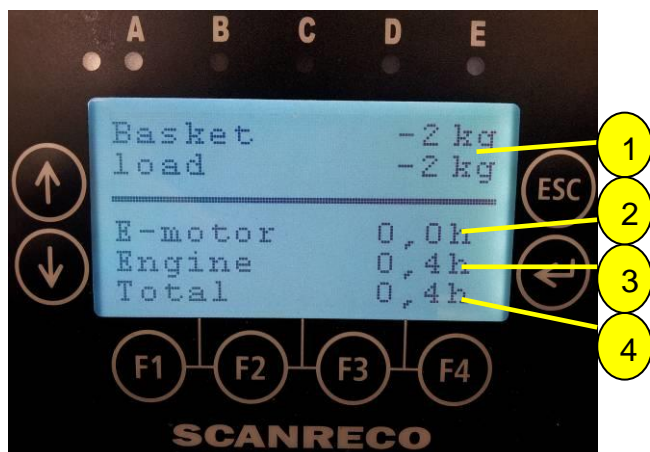 A B C D E
Basket -2 kg
load -2 kg
E-motor 0,0h
Engine 0,4h
Total 0,4h
ESC
F1 F2 F3 F4
SCANRECO
1
2
3
4